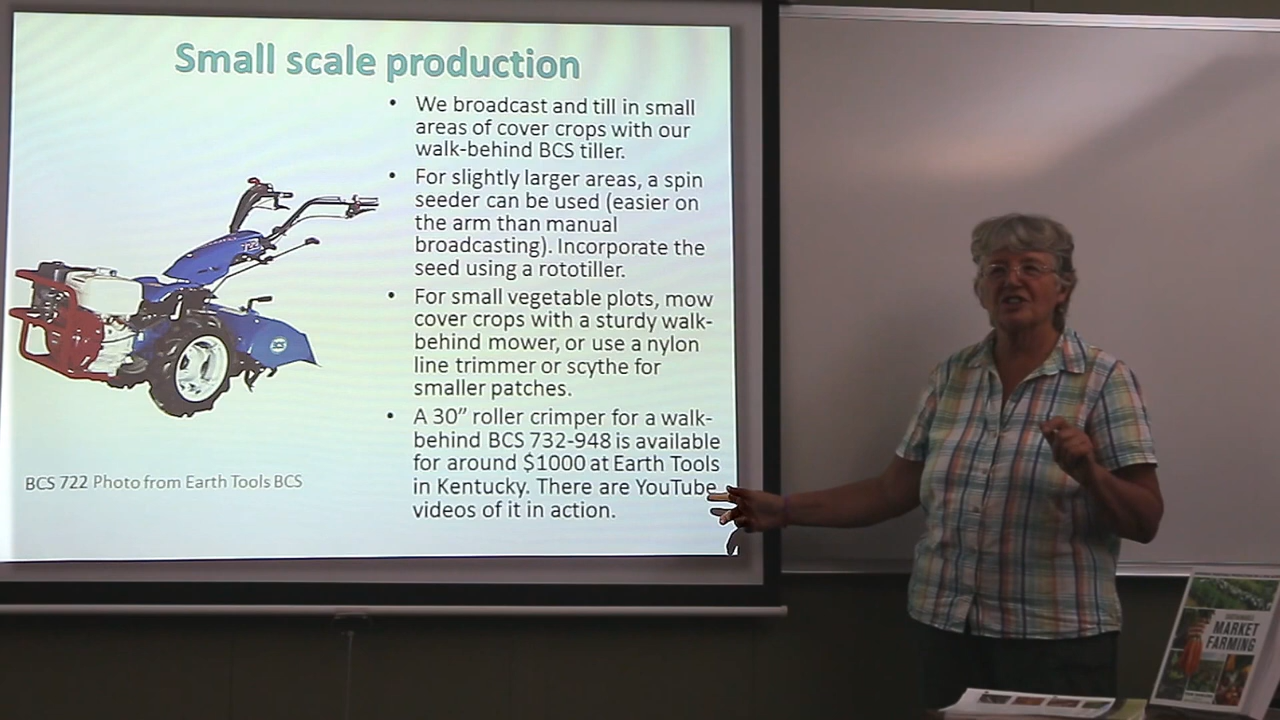 Small scale production
• We broadcast and till in small
areas of cover crops with our
walk-behind BCS tiller.
• For slightly larger areas, a spin
seeder can be used (easier on
the arm than manual
broadcasting). Incorporate the
seed using a rototiller.
• For small vegetable plots, mow
cover crops with a sturdy walk-
behind mower, or use a nylon
line trimmer or scythe for
smaller patches.
• A 30” roller crimper for a walk-
behind BCS 732-948 is available
for around $1000 at Earth Tools
in Kentucky. There are YouTube
videos of it in action.
722
BCS
BCS 722 Photo from Earth Tools BCS
SUSTAINABLE
MARKET
FARMING